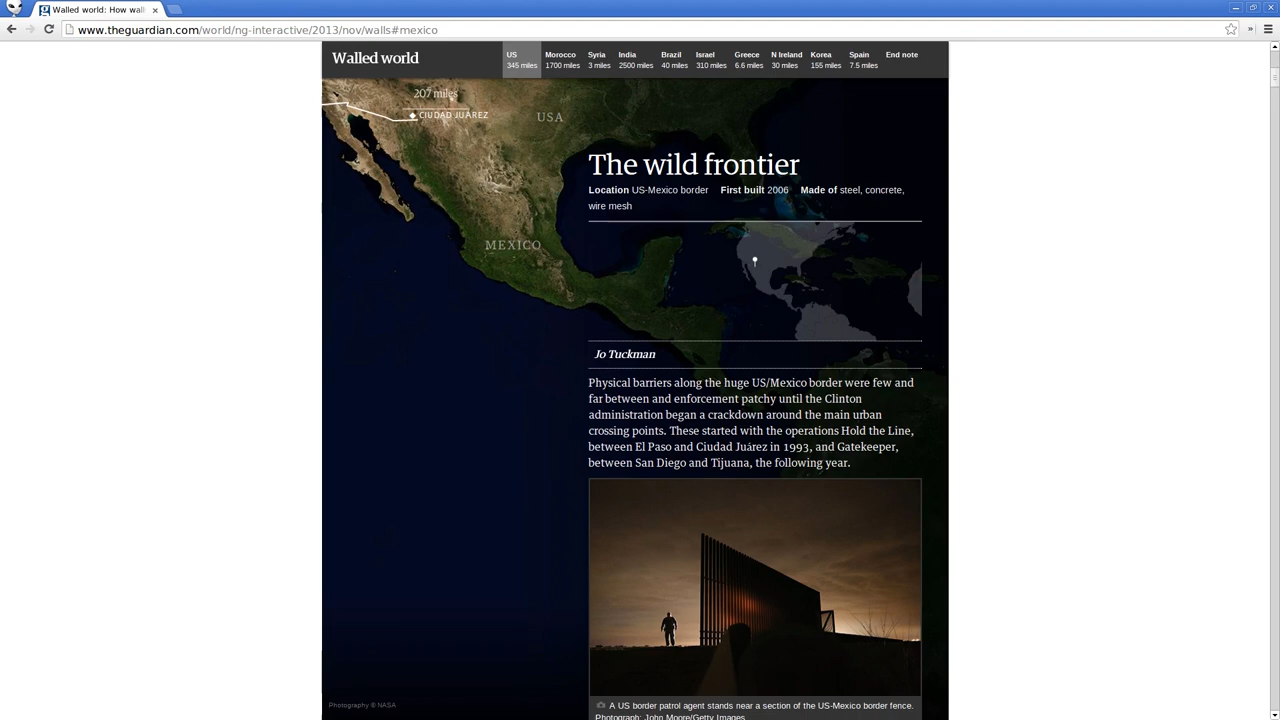 Walled world: How wall
www.theguardian.com/world/ng-interactive/2013/nov/walls#mexico
Walled world
US
345 miles
Morocco
1700 miles
Syria
3 miles
India
2500 miles
Brazil
40 miles
Israel
310 miles
Greece
6.6 miles
N Ireland
30 miles
Korea
155 miles
Spain
7.5 miles
End note
207 miles
CIUDAD JUÁREZ
USA
MEXICO
The wild frontier
Location US-Mexico border First built 2006 Made of steel, concrete,
wire mesh
Jo Tuckman
Physical barriers along the huge US/Mexico border were few and
far between and enforcement patchy until the Clinton
administration began a crackdown around the main urban
crossing points. These started with the operations Hold the Line,
between El Paso and Ciudad Juárez in 1993, and Gatekeeper,
between San Diego and Tijuana, the following year.
A US border patrol agent stands near a section of the US-Mexico border fence.
Photograph: John Moore/Getty Images
Photography © NASA